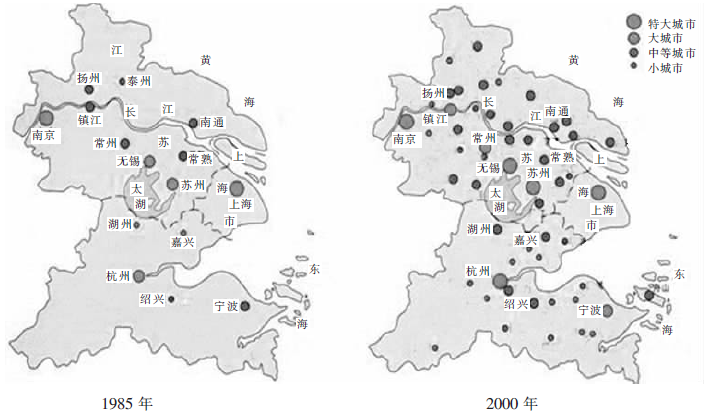 江
黄
海
扬州
泰州
长
江
镇江
南京
南通
常州
苏
无锡
常熟
上
太
湖
苏州
海
上海
市
湖州
嘉兴
杭州
绍兴
宁波
东
海
1985 年
特大城市
大城市
中等城市
小城市
黄
海
扬州
长
江
镇江
南京
南通
常州
苏
无锡
常熟
上
太
湖
苏州
海
上海
市
湖州
嘉兴
杭州
绍兴
宁波
东
海
2000 年